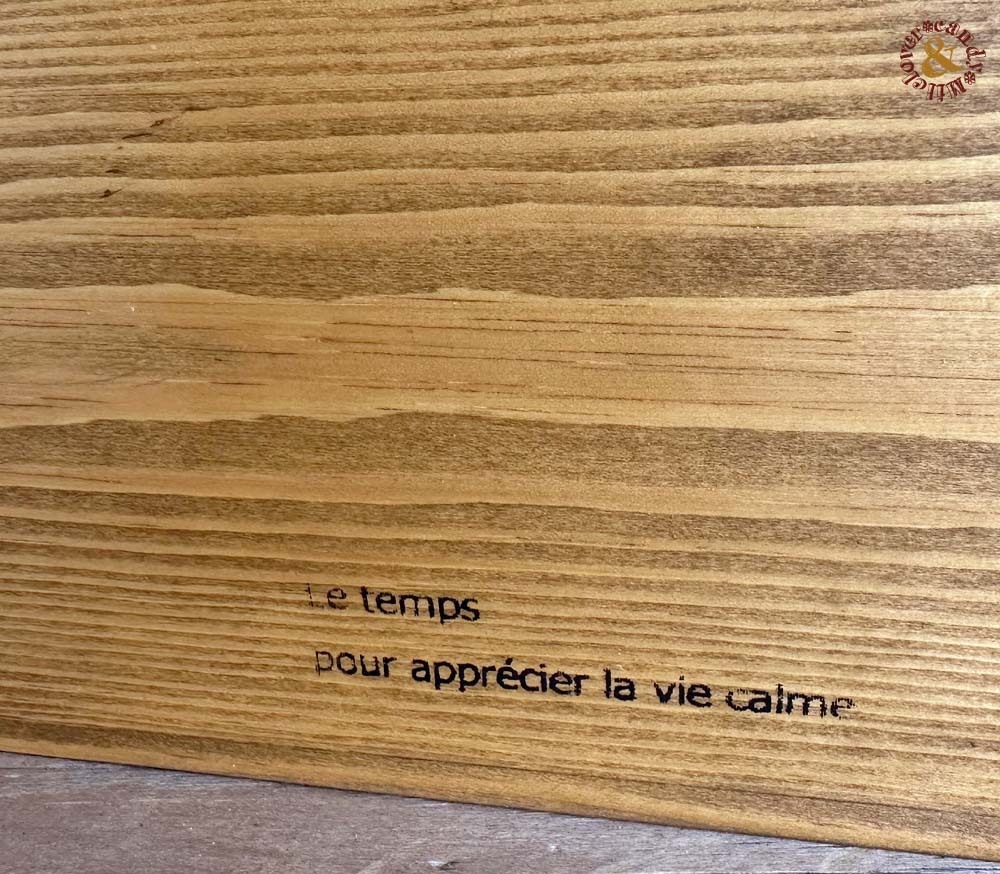 Le temps
pour apprécier la vie calme
&